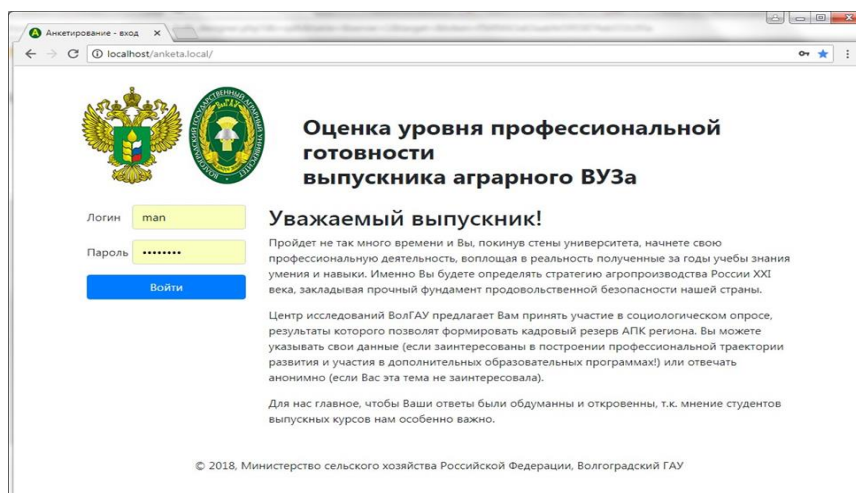 Анкетирование - вход
localhost/anketa.local/
ВОЛГОГРАДСКИЙ ГОСУДАРСТВЕННЫЙ АГРАРНЫЙ УНИВЕРСИТЕТ
Оценка уровня профессиональной
готовности
выпускника аграрного ВУЗа
Логин man
Пароль ••••••••
Войти
Уважаемый выпускник!
Пройдет не так много времени и Вы, покинув стены университета, начнете свою
профессиональную деятельность, воплощая в реальность полученные за годы учебы знания
умения и навыки. Именно Вы будете определять стратегию агропроизводства России XXI
века, закладывая прочный фундамент продовольственной безопасности нашей страны.
Центр исследований ВолГАУ предлагает Вам принять участие в социологическом опросе,
результаты которого позволят формировать кадровый резерв АПК региона. Вы можете
указывать свои данные (если заинтересованы в построении профессиональной траектории
развития и участия в дополнительных образовательных программах!) или отвечать
анонимно (если Вас эта тема не заинтересовала).
Для нас главное, чтобы Ваши ответы были обдуманны и откровенны, т.к. мнение студентов
выпускных курсов нам особенно важно.
© 2018, Министерство сельского хозяйства Российской Федерации, Волгоградский ГАУ